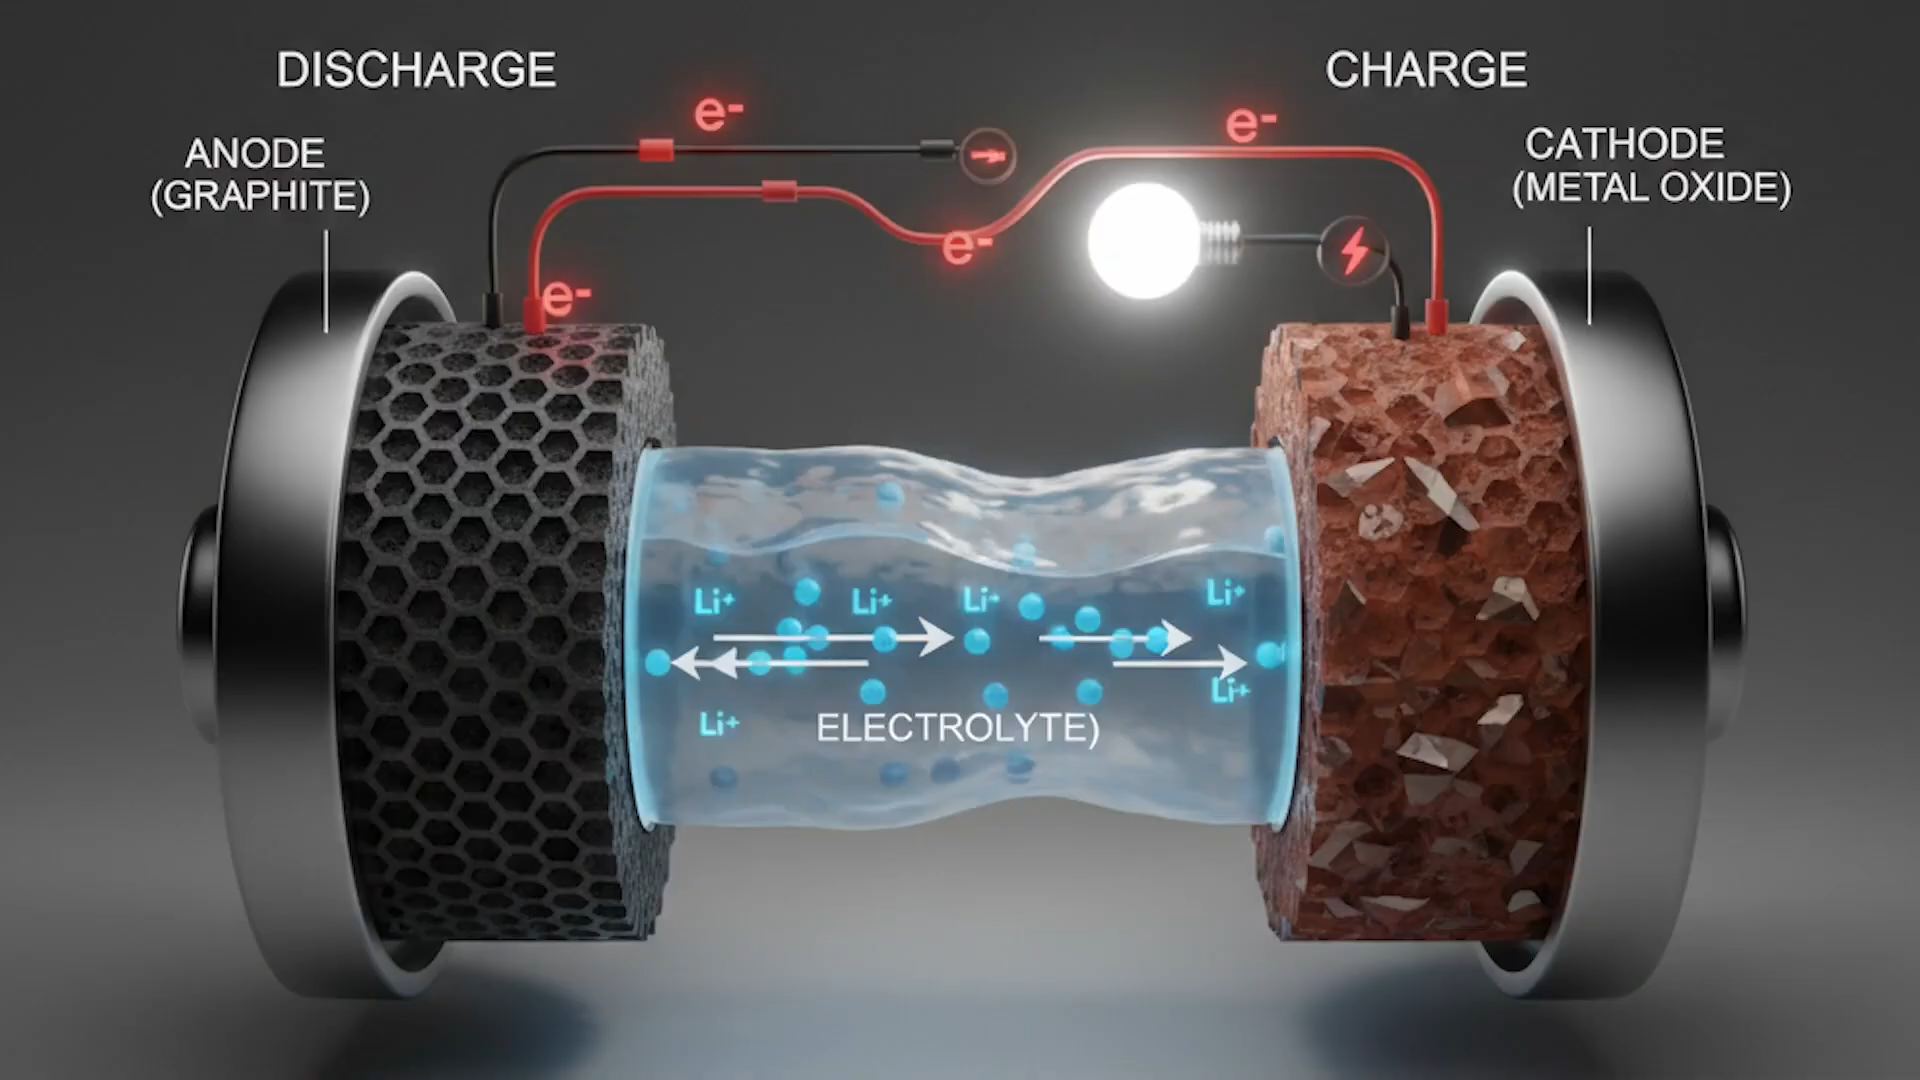 DISCHARGE
CHARGE
ANODE
(GRAPHITE)
CATHODE
(METAL OXIDE)
e-
e-
e-
e-
Li+
Li+
Li+
Li+
Li+
Li+
ELECTROLYTE)